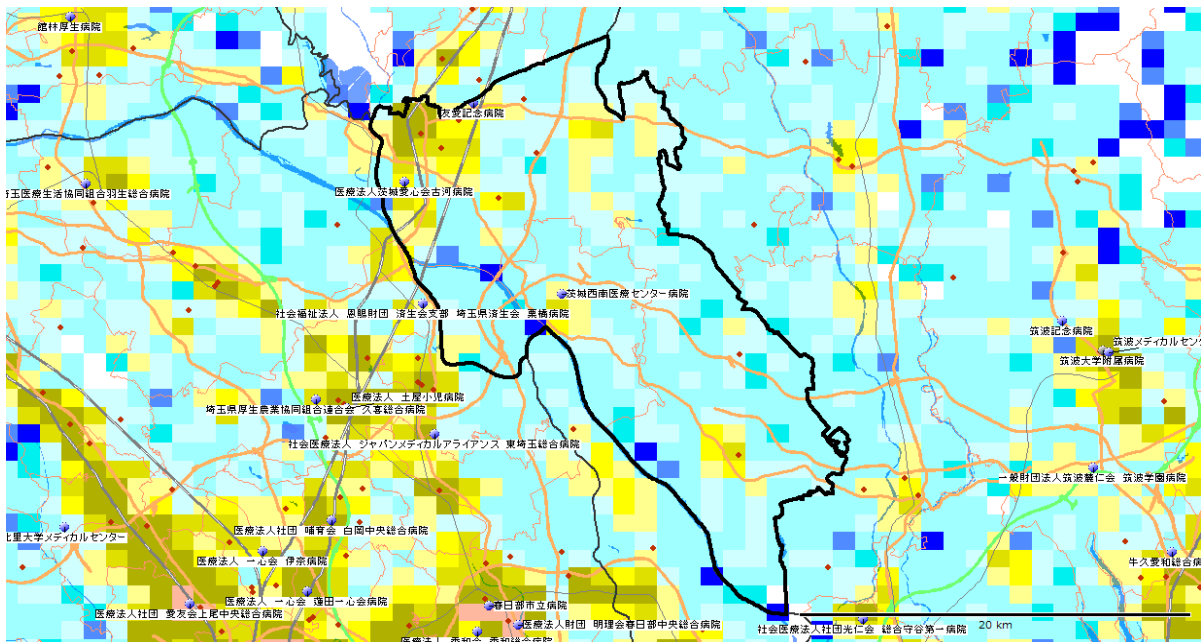 館林厚生病院
友愛記念病院
埼玉医療生活協同組合羽生総合病院
医療法人茨城愛心会古河病院
茨城西南医療センター病院
社会福祉法人 恩賜財団 済生会支部 埼玉県済生会 栗橋病院
筑波記念病院
筑波メディカルセンタ
筑波大学附属病院
医療法人 土屋小児病院
埼玉県厚生農業協同組合連合会 久喜総合病院
社会医療法人 ジャパンメディカルアライアンス 東埼玉総合病院
一般財団法人筑波麓仁会 筑波学園病院
医療法人社団 哺育会 白岡中央総合病院
北里大学メディカルセンター
医療法人 一心会 伊奈病院
牛久愛和総合病院
医療法人 一心会 蓮田一心会病院
医療法人社団 愛友会上尾中央総合病院
春日部市立病院
医療法人財団 明理会春日部中央総合病院
社会医療法人社団光仁会 総合守谷第一病院
20 km
医療法人 秀和会 秀和総合病院